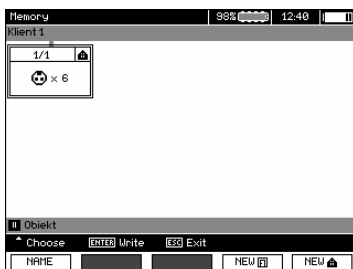 Memory 98% 12:40
Klient 1
1/1
× 6
Obiekt
Choose ENTER Write ESC Exit
NAME NEW NEW